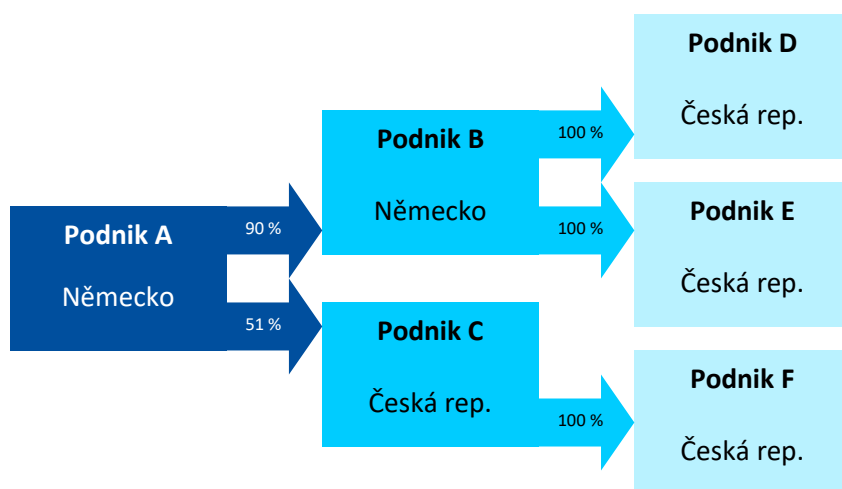 Podnik A
Německo
90 %
51 %
Podnik B
Německo
Podnik C
Česká rep.
100 %
100 %
100 %
Podnik D
Česká rep.
Podnik E
Česká rep.
Podnik F
Česká rep.